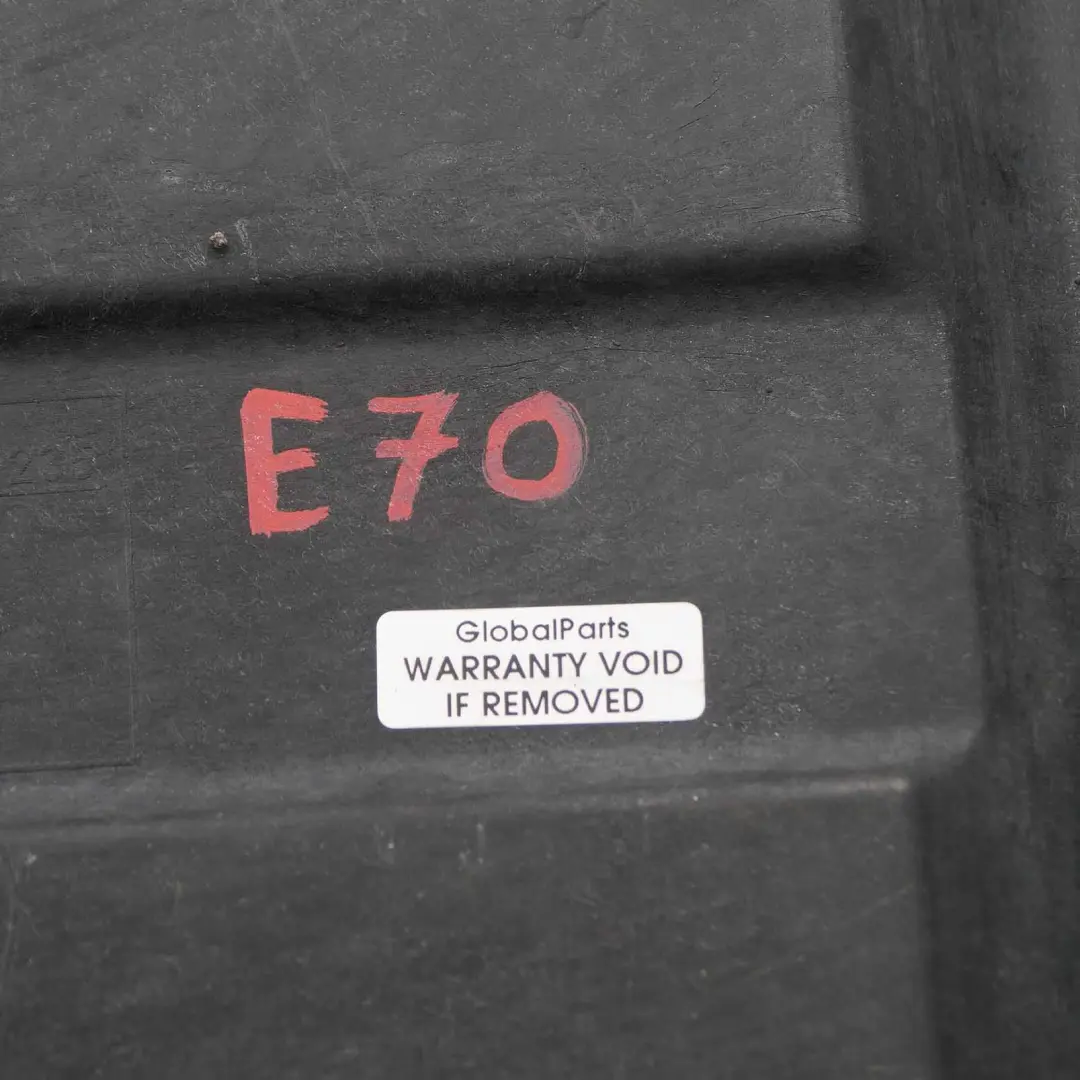 E70
GlobalParts
WARRANTY VOID
IF REMOVED